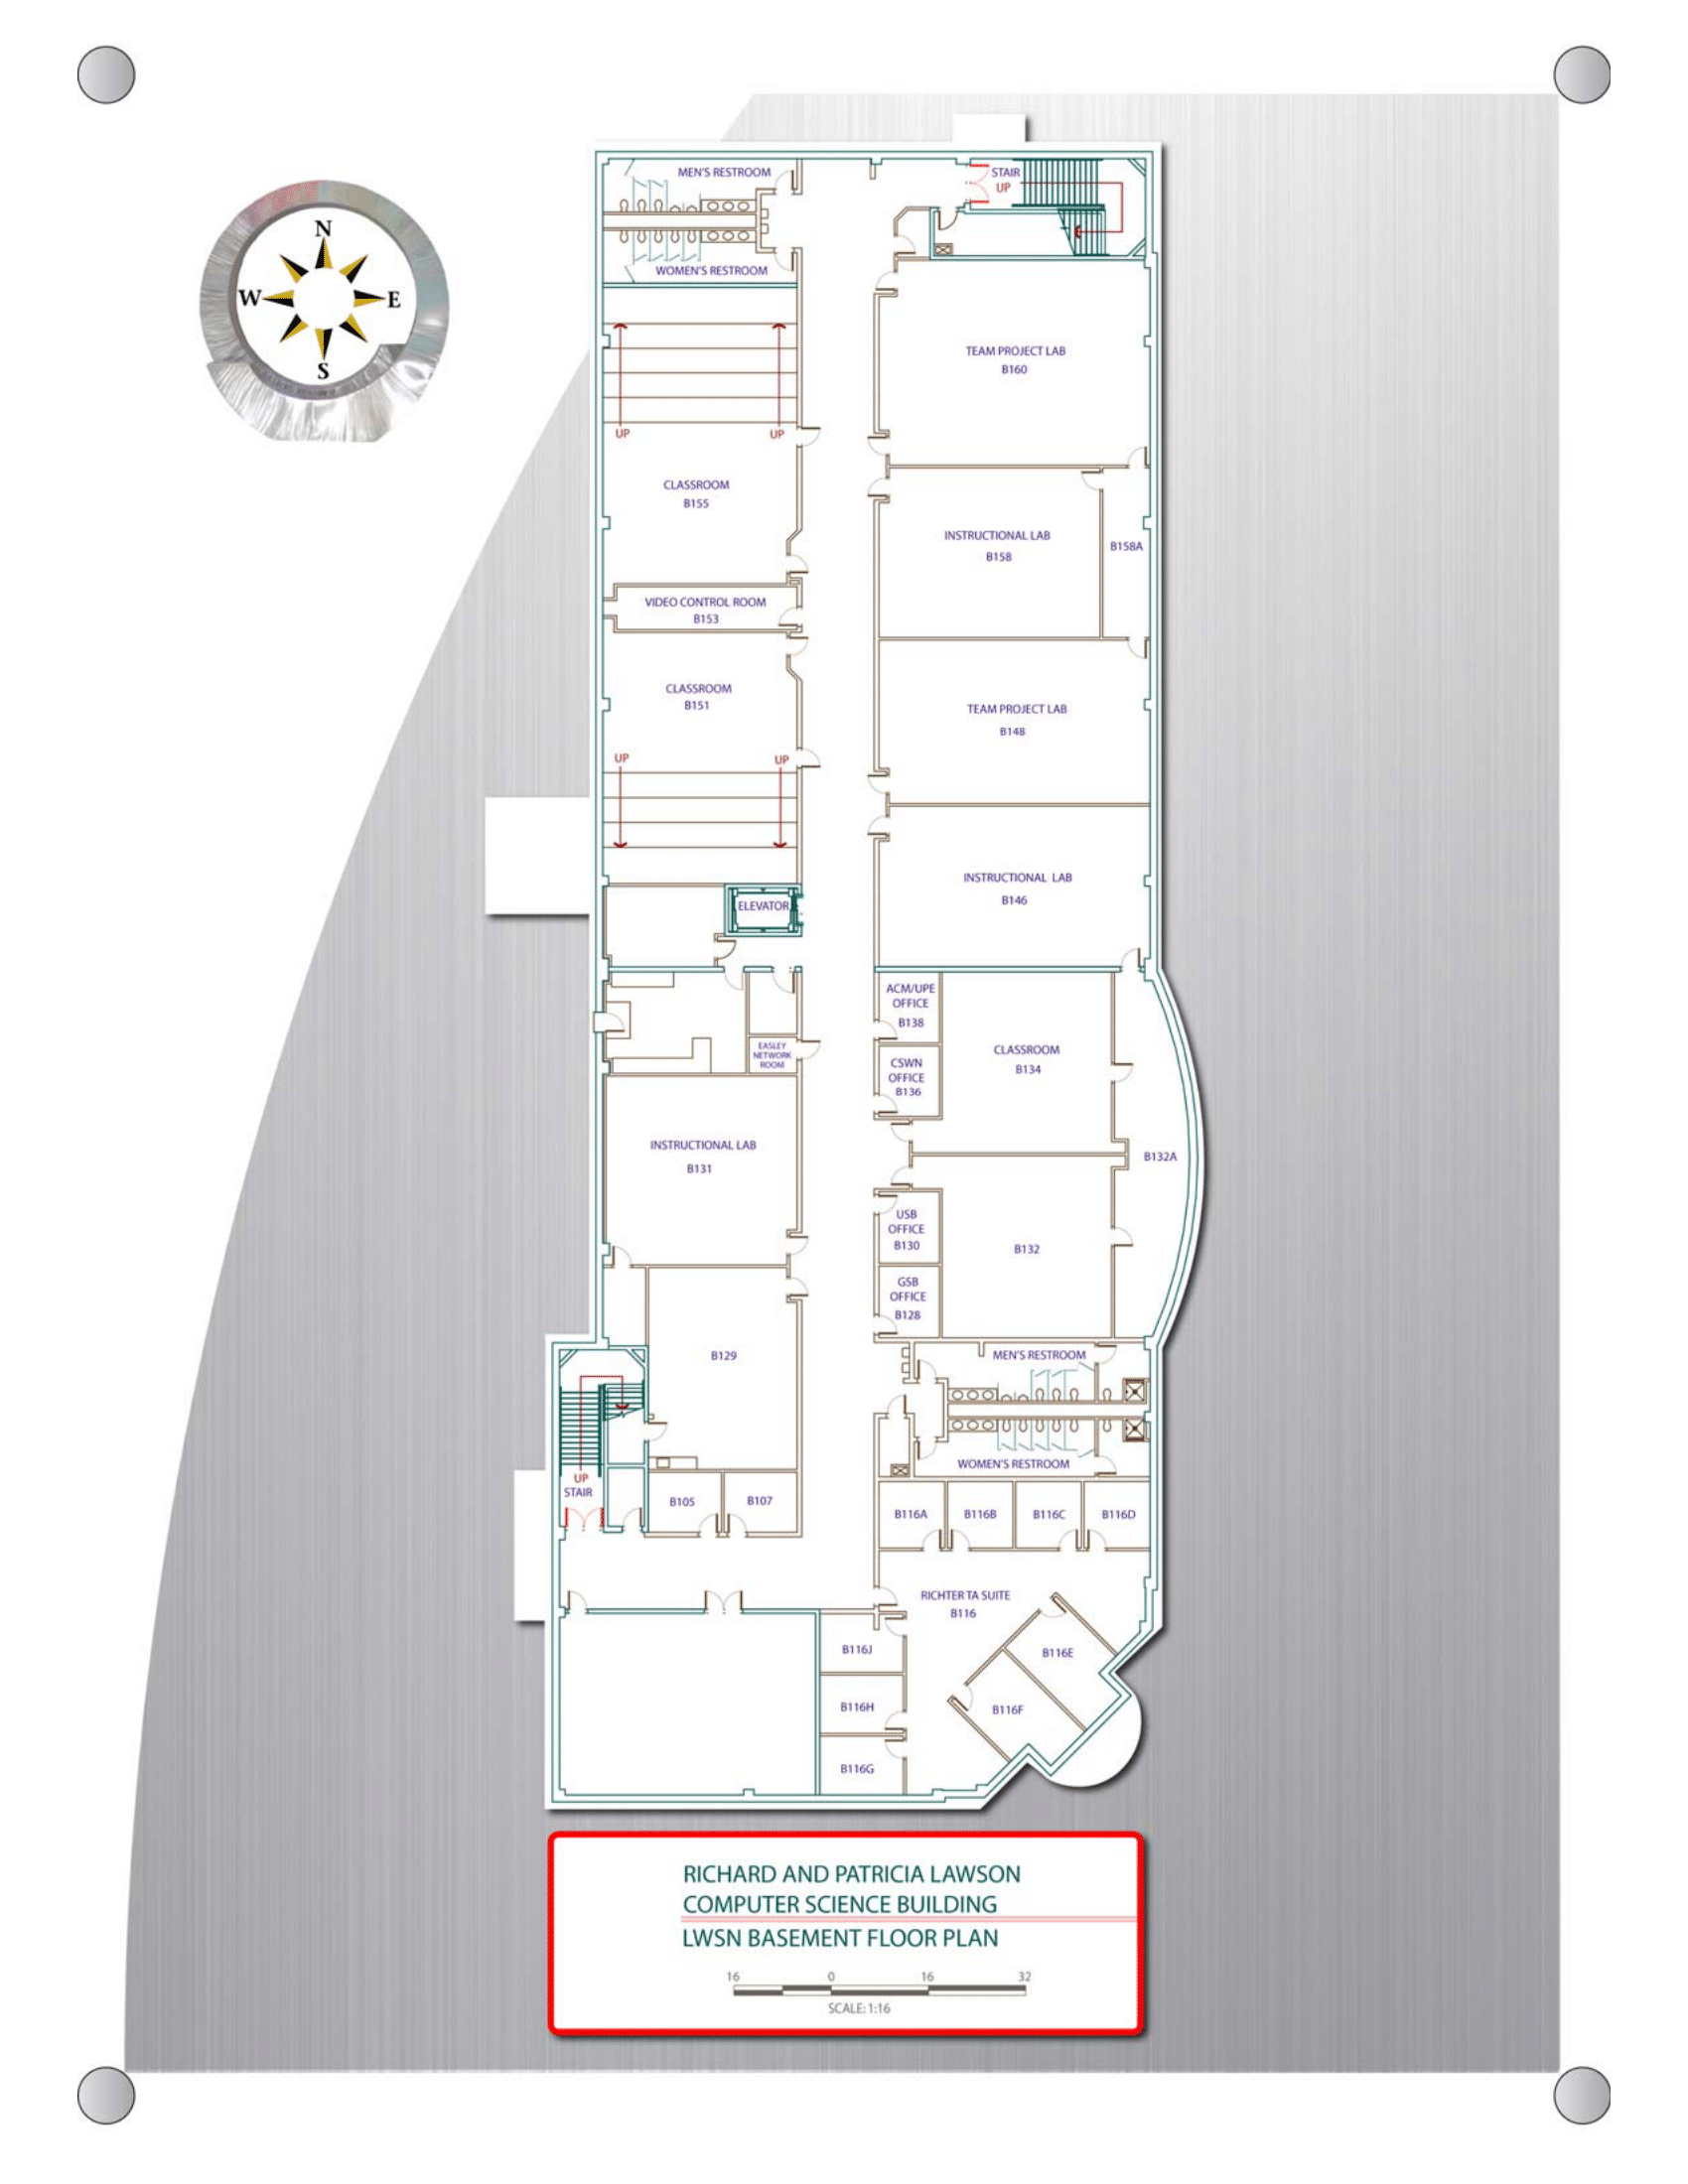 MEN'S RESTROOM
STAIR
UP
N
W
E
S
WOMEN'S RESTROOM
TEAM PROJECT LAB
B160
UP
UP
CLASSROOM
B155
INSTRUCTIONAL LAB
B158
B158A
VIDEO CONTROL ROOM
B153
CLASSROOM
B151
TEAM PROJECT LAB
B148
UP
UP
INSTRUCTIONAL LAB
B146
ELEVATOR
ACM/UPE
OFFICE
B138
EASLEY
NETWORK
ROOM
CLASSROOM
B134
CSWN
OFFICE
B136
INSTRUCTIONAL LAB
B131
B132A
USB
OFFICE
B130
B132
GSB
OFFICE
B128
B129
MEN'S RESTROOM
WOMEN'S RESTROOM
UP
STAIR
B105
B107
B116A
B116B
B116C
B116D
RICHTER TA SUITE
B116
B116J
B116E
B116H
B116F
B116G
RICHARD AND PATRICIA LAWSON
COMPUTER SCIENCE BUILDING
LWSN BASEMENT FLOOR PLAN
16 0 16 32
SCALE: 1:16